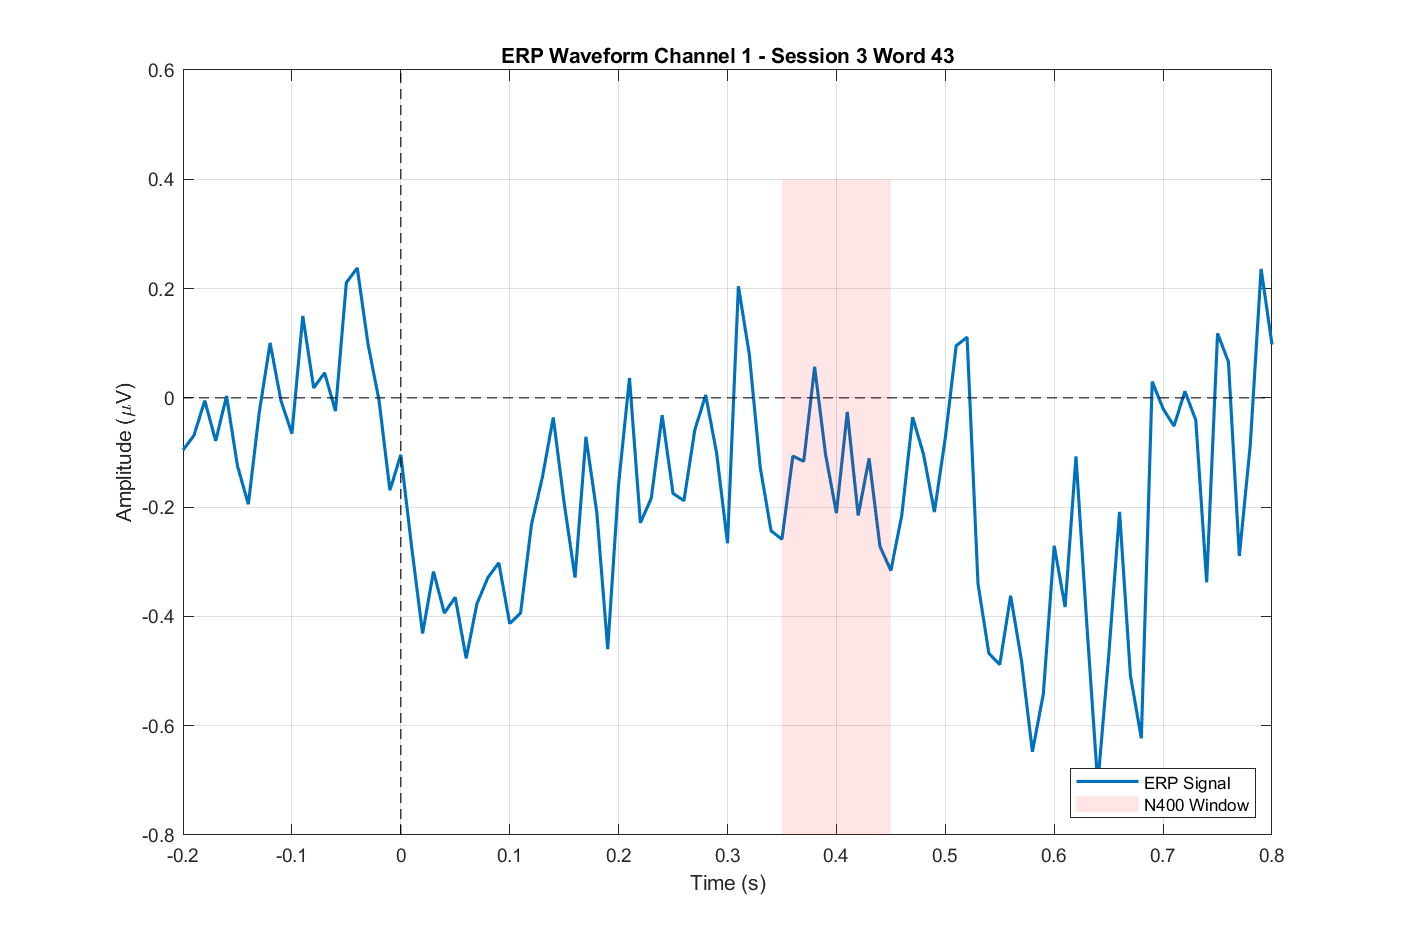 ERP Waveform Channel 1 - Session 3 Word 43
0.6
0.4
0.2
0
-0.2
-0.4
-0.6
-0.8
Amplitude (μV)
-0.2 -0.1 0 0.1 0.2 0.3 0.4 0.5 0.6 0.7 0.8
Time (s)
ERP Signal
N400 Window